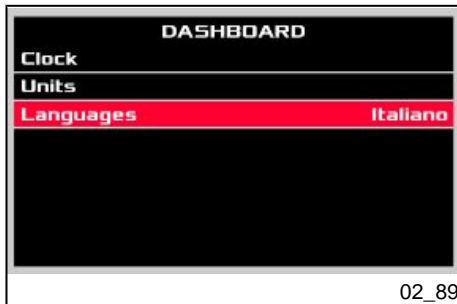 DASHBOARD
Clock
Units
Languages Italiano
02_89